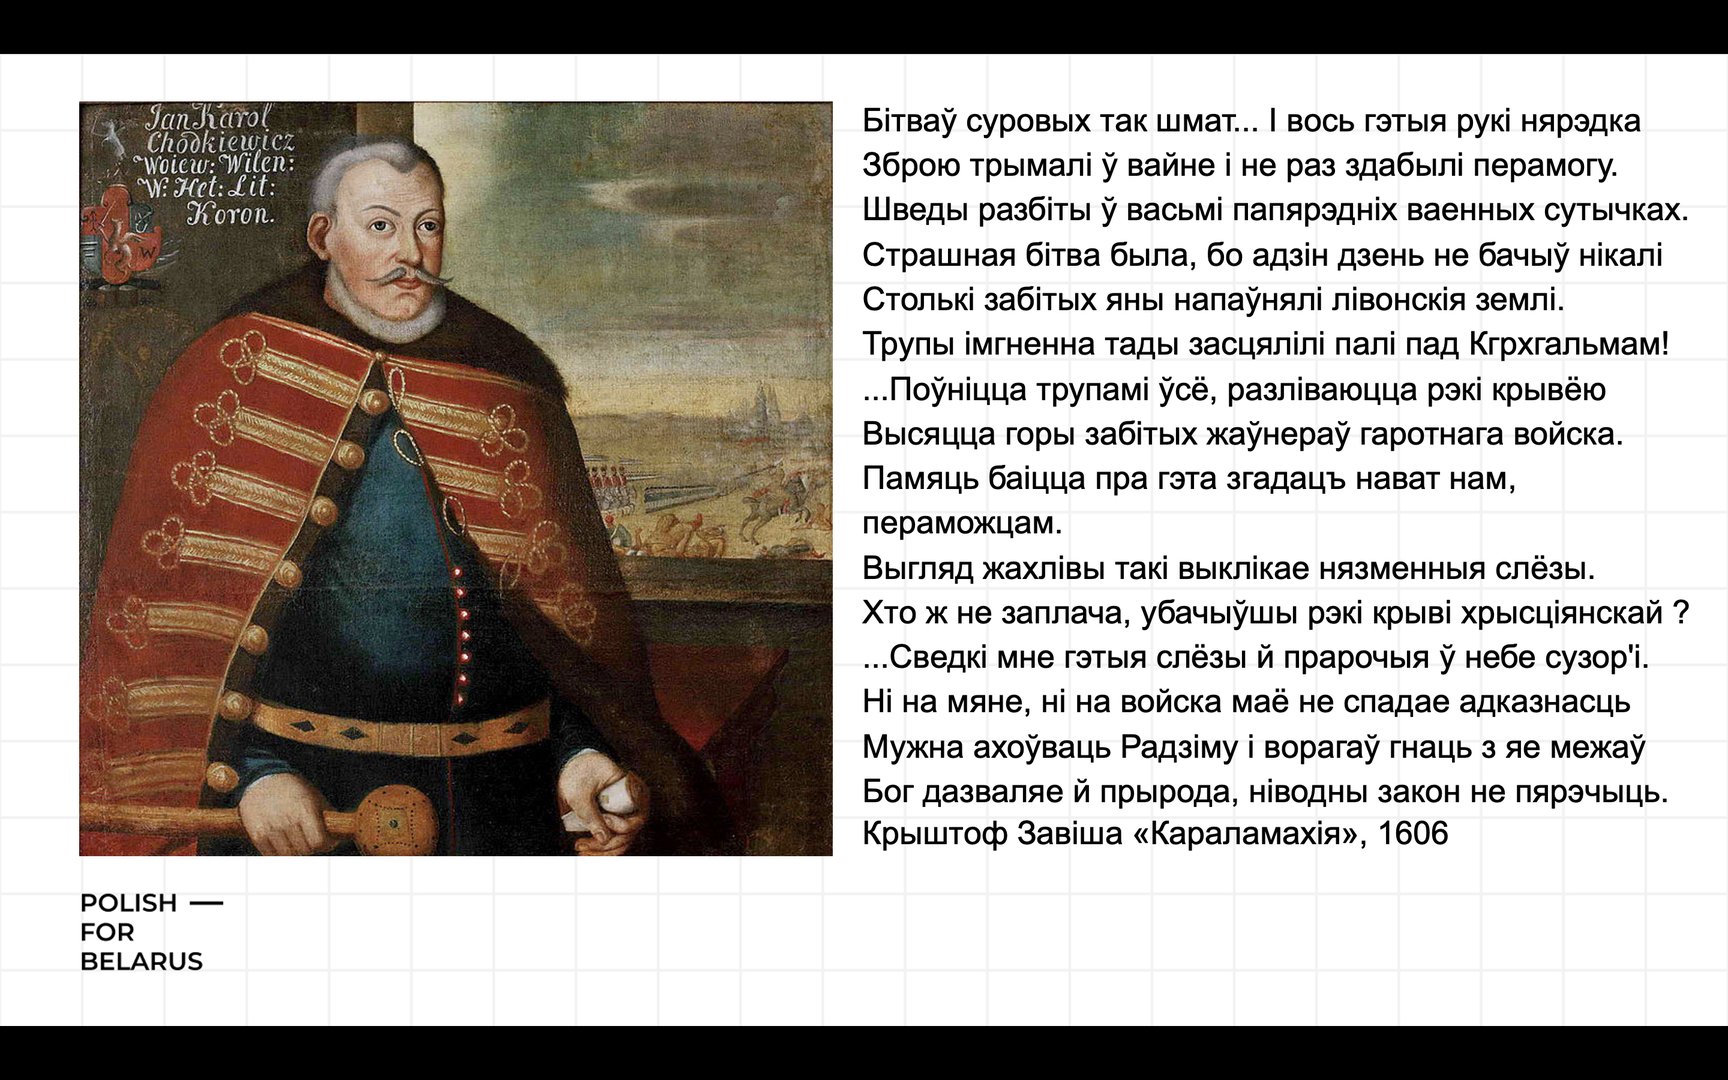 Jan Karol
Chodkiewicz
Woiew: Wilen:
W: Het: Lit:
Koron.
W
Бітваў суровых так шмат... І вось гэтыя рукі нярэдка
Зброю трымалі ў вайне і не раз здабылі перамогу.
Шведы разбіты ў васьмі папярэдніх ваенных сутычках.
Страшная бітва была, бо адзін дзень не бачыў нікалі
Столькі забітых яны напаўнялі лівонскія землі.
Трупы імгненна тады засцялілі палі пад Кгрхгальмам!
...Поўніцца трупамі ўсё, разліваюцца рэкі крывёю
Высяцца горы забітых жаўнераў гаротнага войска.
Памяць баіцца пра гэта згадацъ нават нам,
пераможцам.
Выгляд жахлівы такі выклікае нязменныя слёзы.
Хто ж не заплача, убачыўшы рэкі крыві хрысціянскай ?
...Сведкі мне гэтыя слёзы й прарочыя ў небе сузор'і.
Ні на мяне, ні на войска маё не спадае адказнасць
Мужна ахоўваць Радзіму і ворагаў гнаць з яе межаў
Бог дазваляе й прырода, ніводны закон не пярэчыць.
Крыштоф Завіша «Караламахія», 1606
POLISH —
FOR
BELARUS